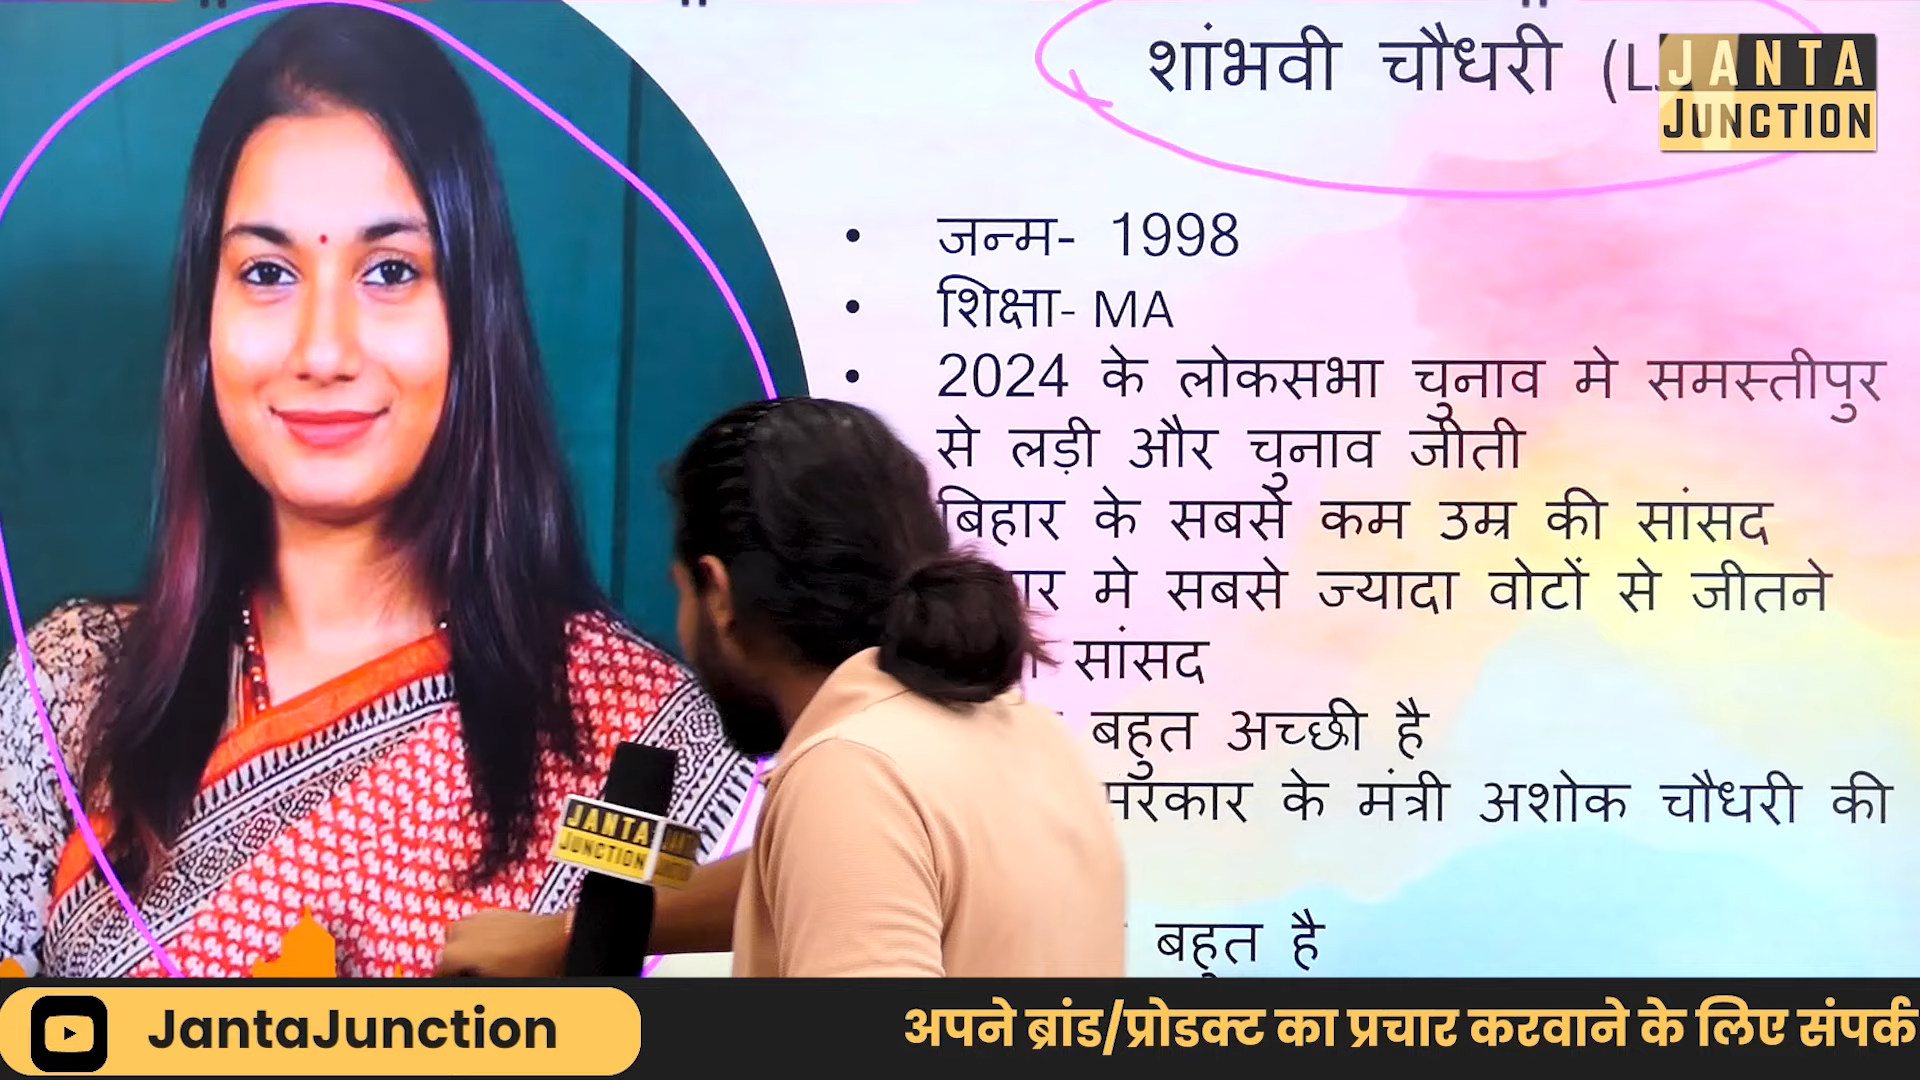 शांभवी चौधरी (L
JANTA
JUNCTION
• जन्म- 1998
• शिक्षा- MA
• 2024 के लोकसभा चुनाव मे समस्तीपुर
से लड़ी और चुनाव जीती
बिहार के सबसे कम उम्र की सांसद
मे सबसे ज्यादा वोटों से जीतने
सांसद
बहुत अच्छी है
सरकार के मंत्री अशोक चौधरी की
बहुत है
JANTA
JUNCTION
JantaJunction
अपने ब्रांड/प्रोडक्ट का प्रचार करवाने के लिए संपर्क